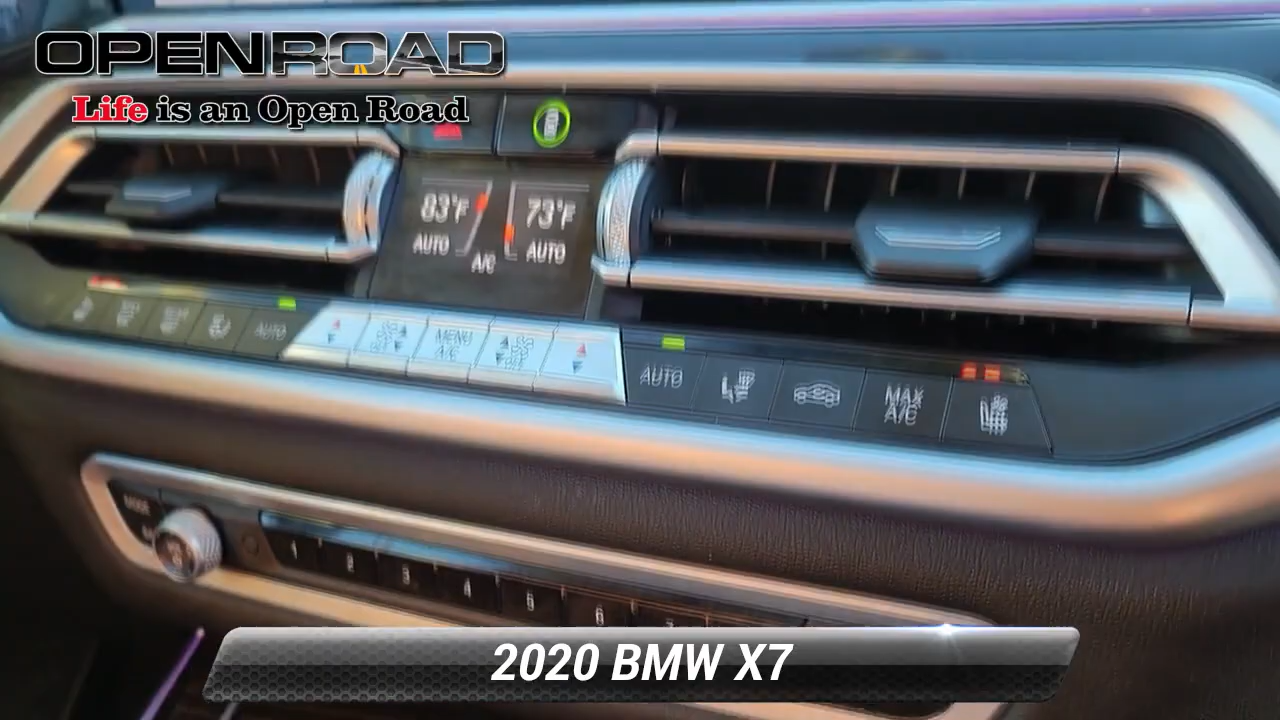 OPENROAD
Life is an Open Road
83°F 73°F
AUTO A/C AUTO
AUTO MENU A/C AUTO MAX A/C
MODE
1 2 3 4 5 6 7
2020 BMW X7